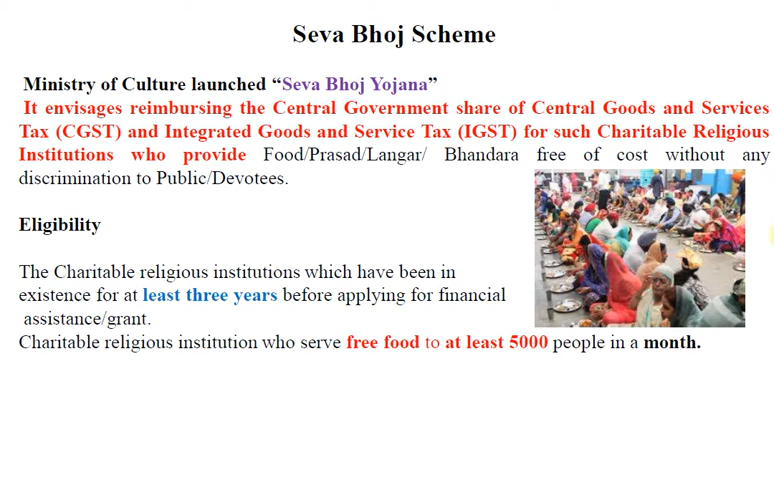 Seva Bhoj Scheme
Ministry of Culture launched “Seva Bhoj Yojana”
It envisages reimbursing the Central Government share of Central Goods and Services
Tax (CGST) and Integrated Goods and Service Tax (IGST) for such Charitable Religious
Institutions who provide Food/Prasad/Langar/ Bhandara free of cost without any
discrimination to Public/Devotees.
Eligibility
The Charitable religious institutions which have been in
existence for at least three years before applying for financial
assistance/grant.
Charitable religious institution who serve free food to at least 5000 people in a month.